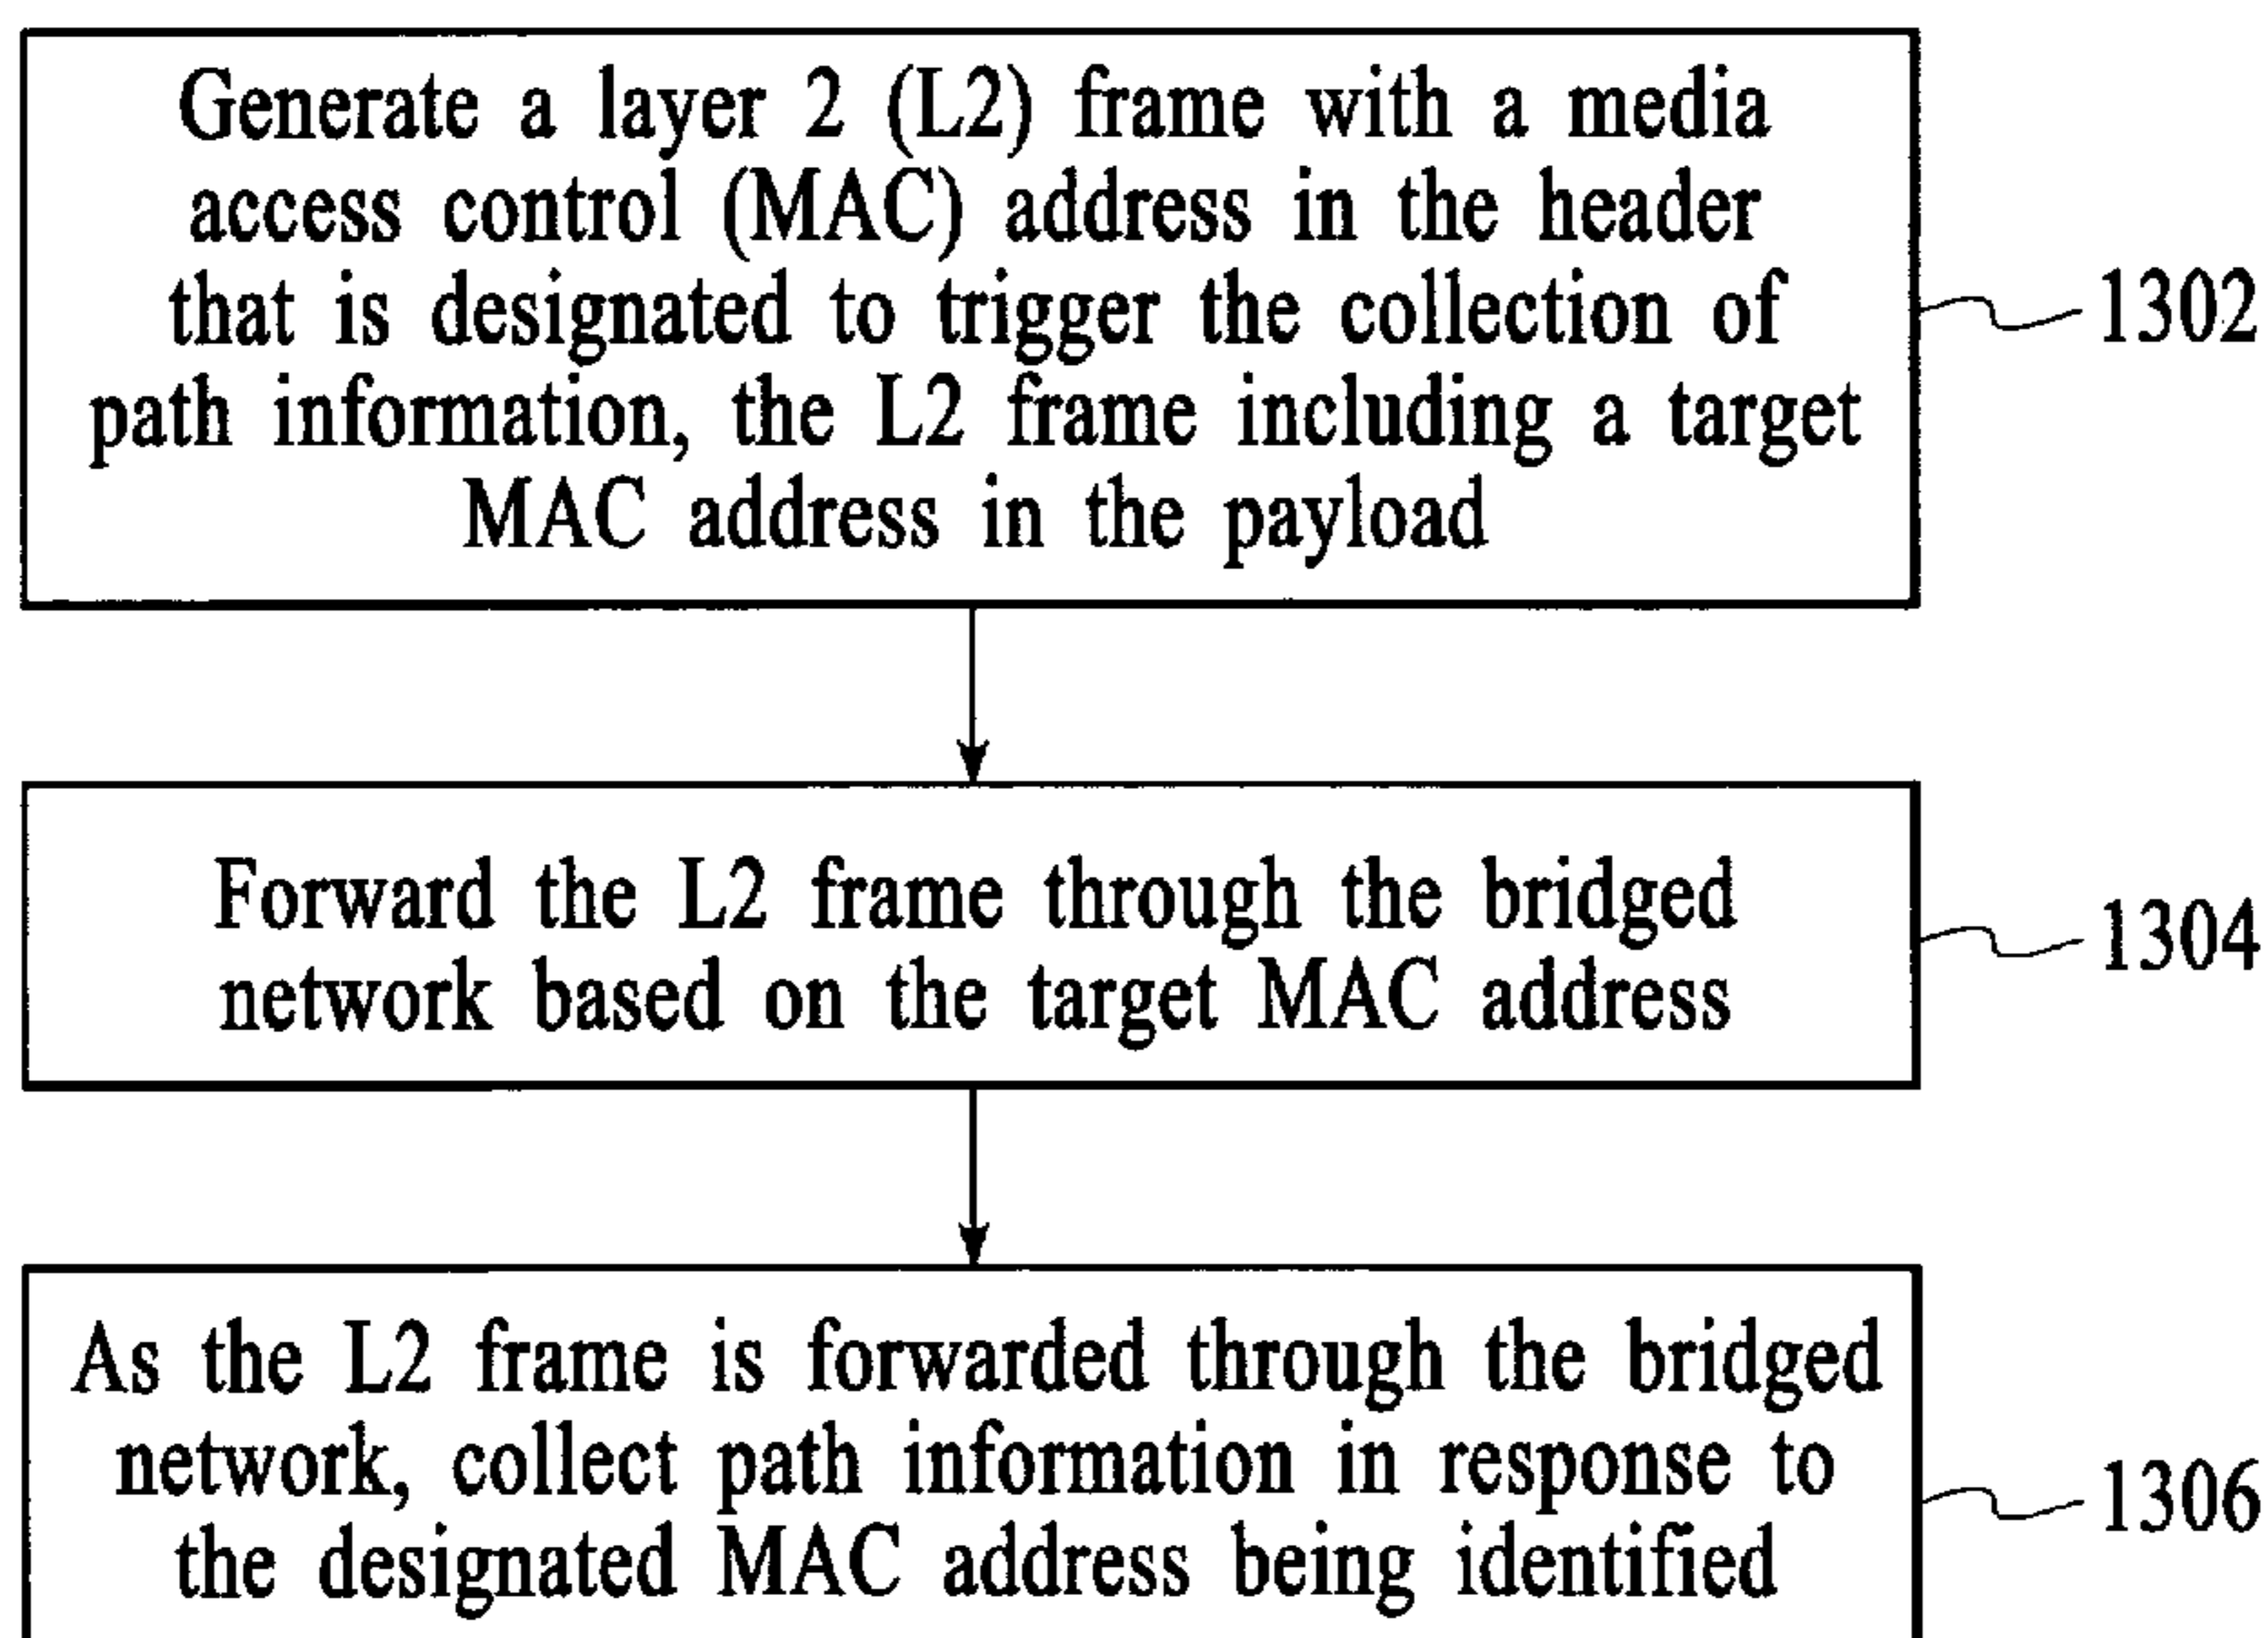 Generate a layer 2 (L2) frame with a media
access control (MAC) address in the header
that is designated to trigger the collection of
path information, the L2 frame including a target
MAC address in the payload
1302
Forward the L2 frame through the bridged
network based on the target MAC address
1304
As the L2 frame is forwarded through the bridged
network, collect path information in response to
the designated MAC address being identified
1306